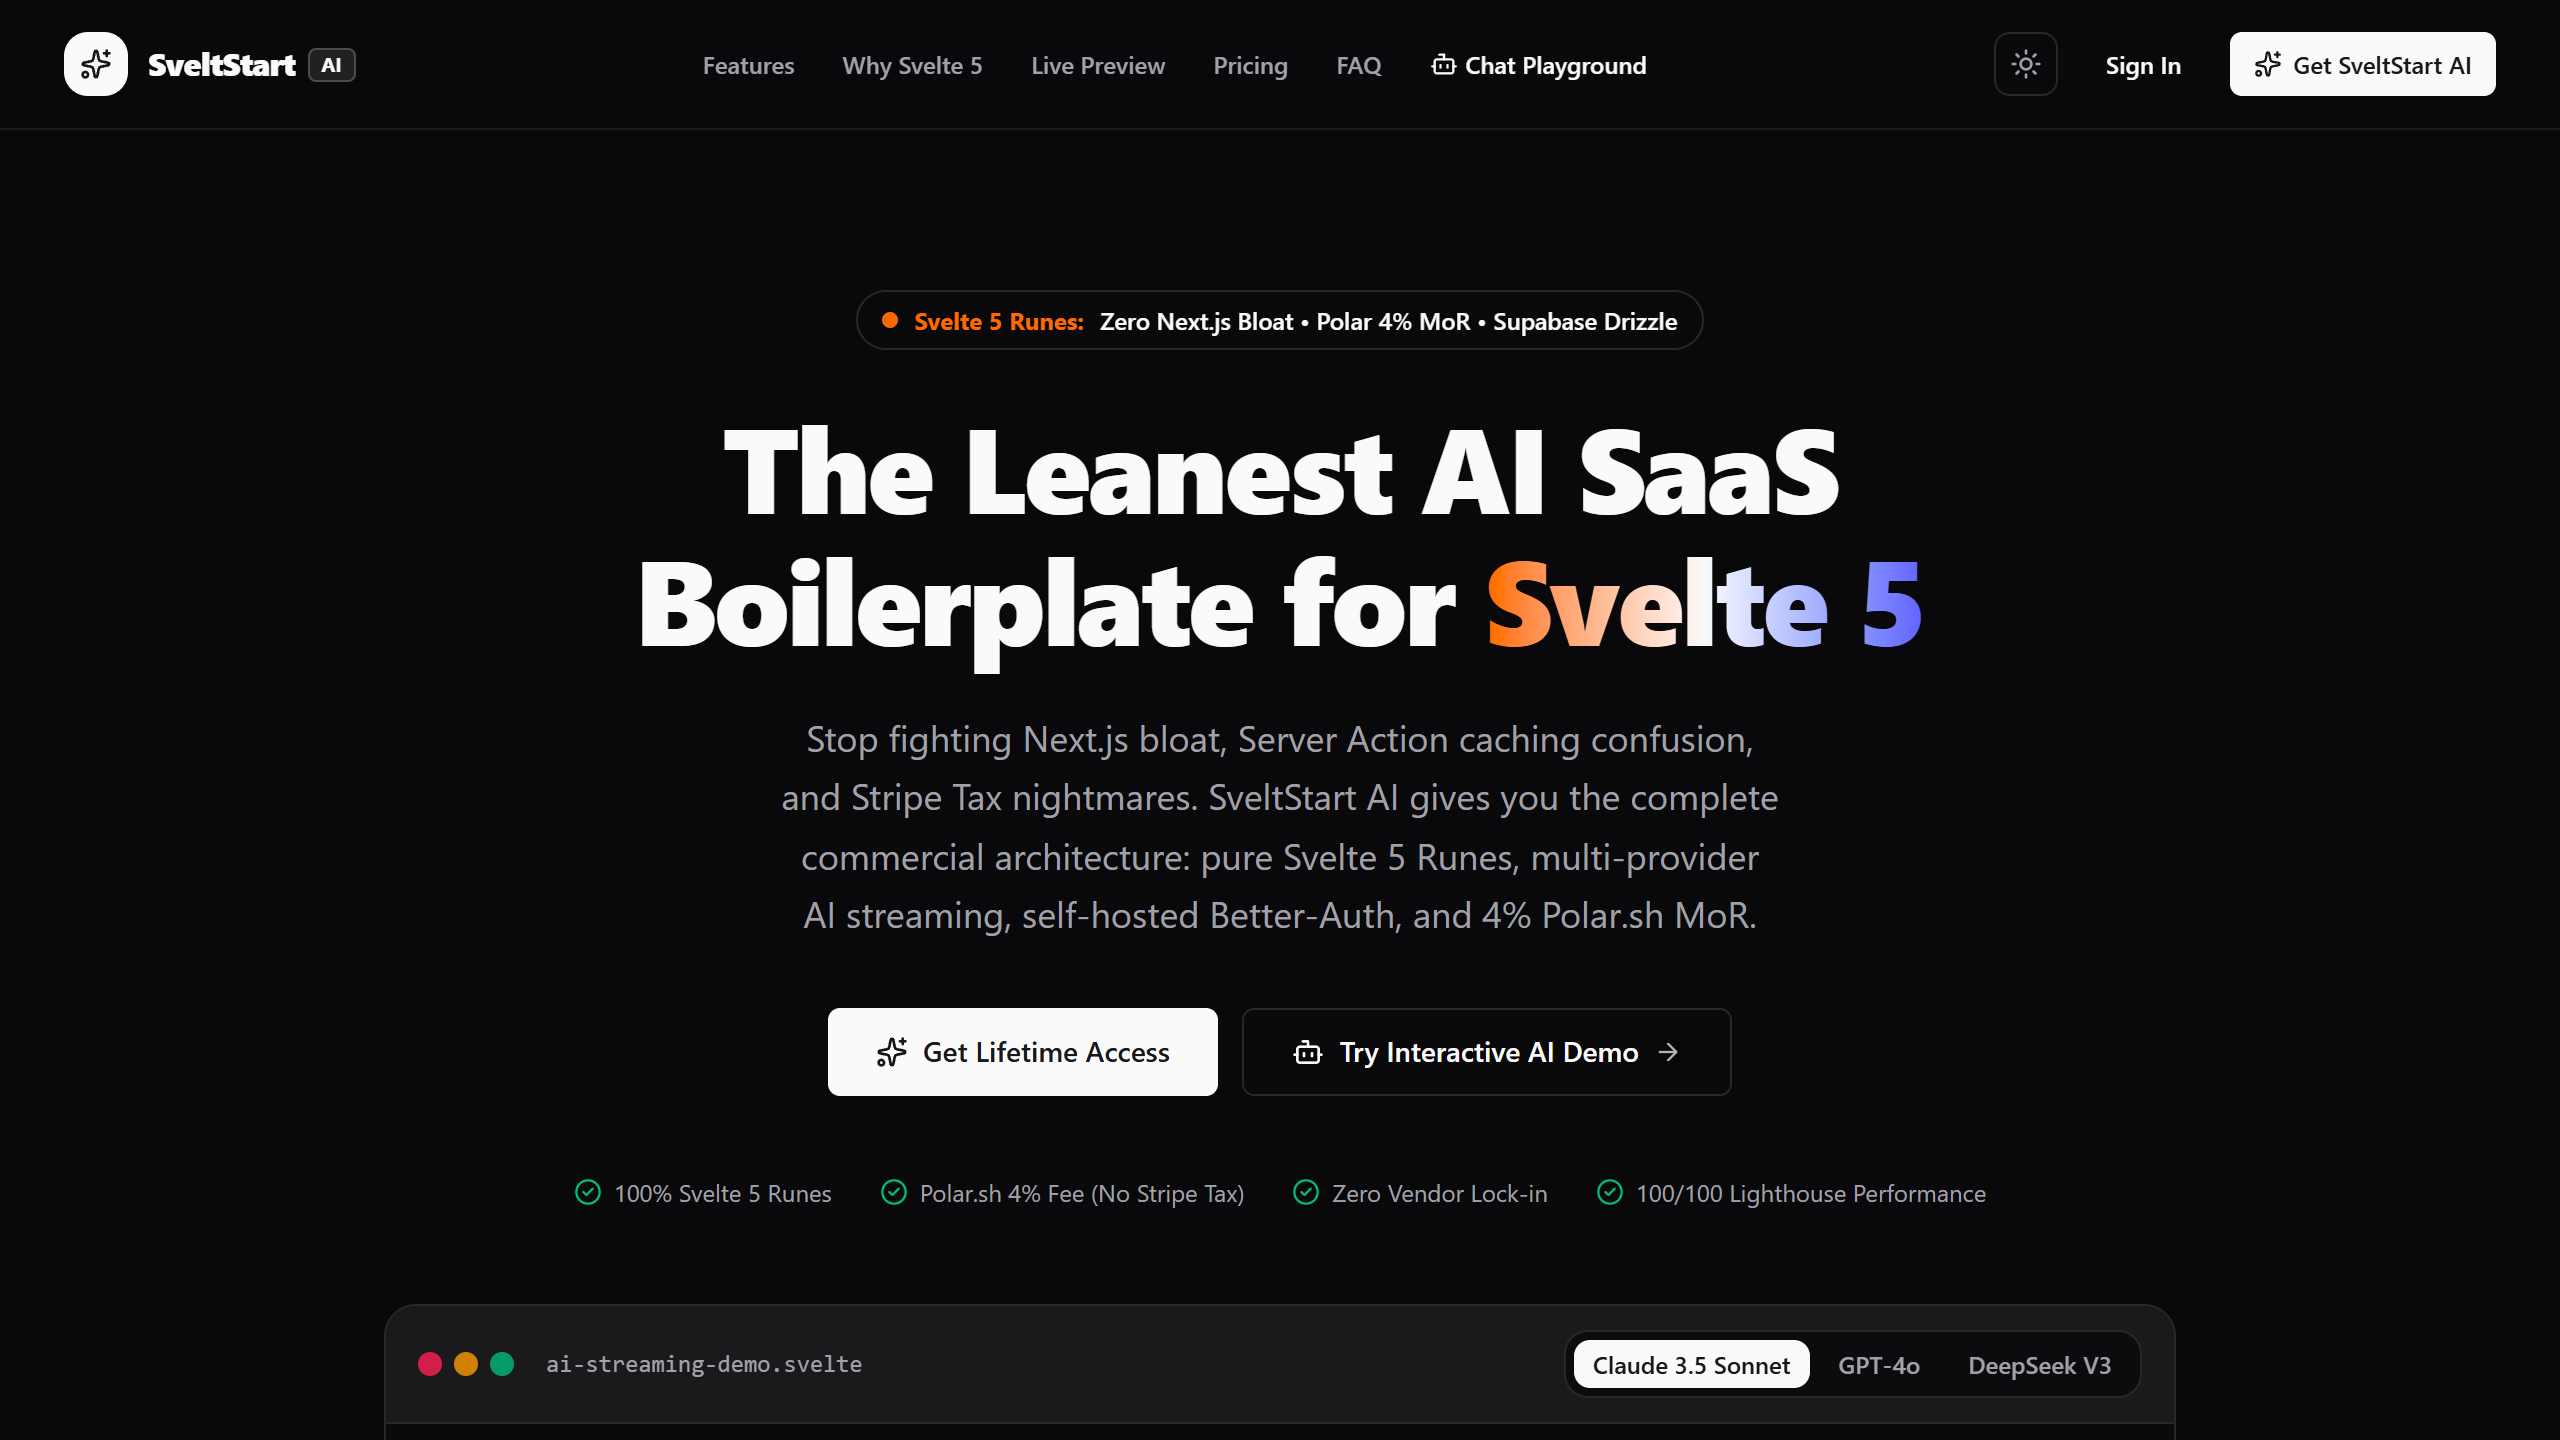 SveltStart AI
Features
Why Svelte 5
Live Preview
Pricing
FAQ
Chat Playground
Sign In
Get SveltStart AI
Svelte 5 Runes: Zero Next.js Bloat • Polar 4% MoR • Supabase Drizzle
The Leanest AI SaaS
Boilerplate for Svelte 5
Stop fighting Next.js bloat, Server Action caching confusion,
and Stripe Tax nightmares. SveltStart AI gives you the complete
commercial architecture: pure Svelte 5 Runes, multi-provider
AI streaming, self-hosted Better-Auth, and 4% Polar.sh MoR.
Get Lifetime Access
Try Interactive AI Demo →
100% Svelte 5 Runes
Polar.sh 4% Fee (No Stripe Tax)
Zero Vendor Lock-in
100/100 Lighthouse Performance
ai-streaming-demo.svelte
Claude 3.5 Sonnet
GPT-4o
DeepSeek V3